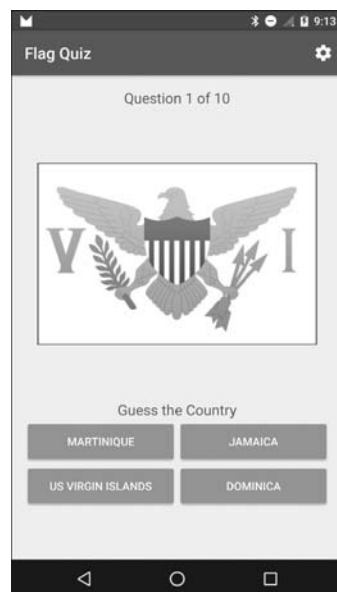 9:13
Flag Quiz
Question 1 of 10
V I
Guess the Country
MARTINIQUE JAMAICA
US VIRGIN ISLANDS DOMINICA